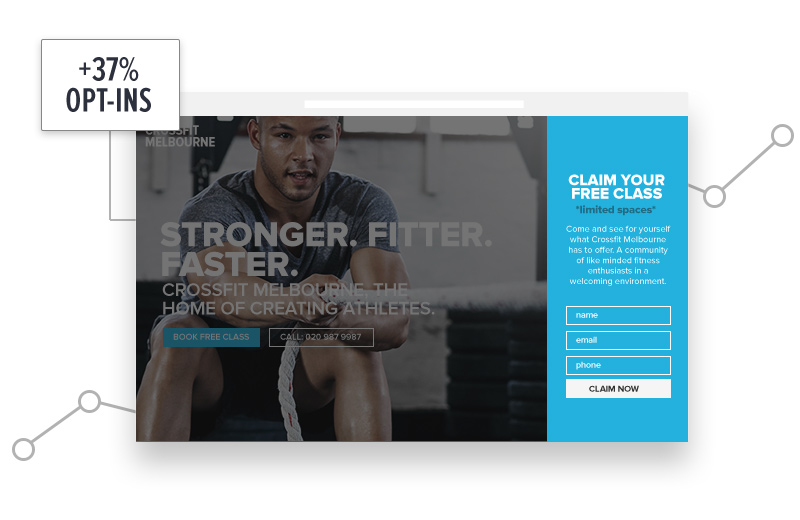 +37%
OPT-INS
CROSSFIT
MELBOURNE
STRONGER. FITTER.
FASTER.
CROSSFIT MELBOURNE. THE
HOME OF CREATING ATHLETES.
BOOK FREE CLASS
CALL: 020 987 9987
CLAIM YOUR
FREE CLASS
*limited spaces*
Come and see for yourself
what Crossfit Melbourne
has to offer. A community
of like minded fitness
enthusiasts in a
welcoming environment.
name
email
phone
CLAIM NOW